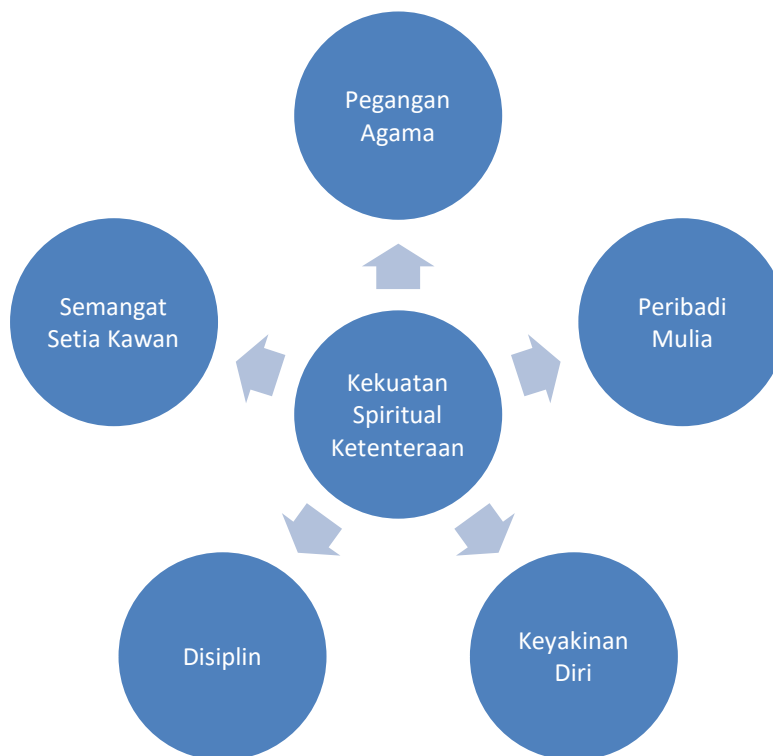 Pegangan
Agama
Semangat
Setia Kawan
Peribadi
Mulia
Kekuatan
Spiritual
Ketenteraan
Disiplin
Keyakinan
Diri